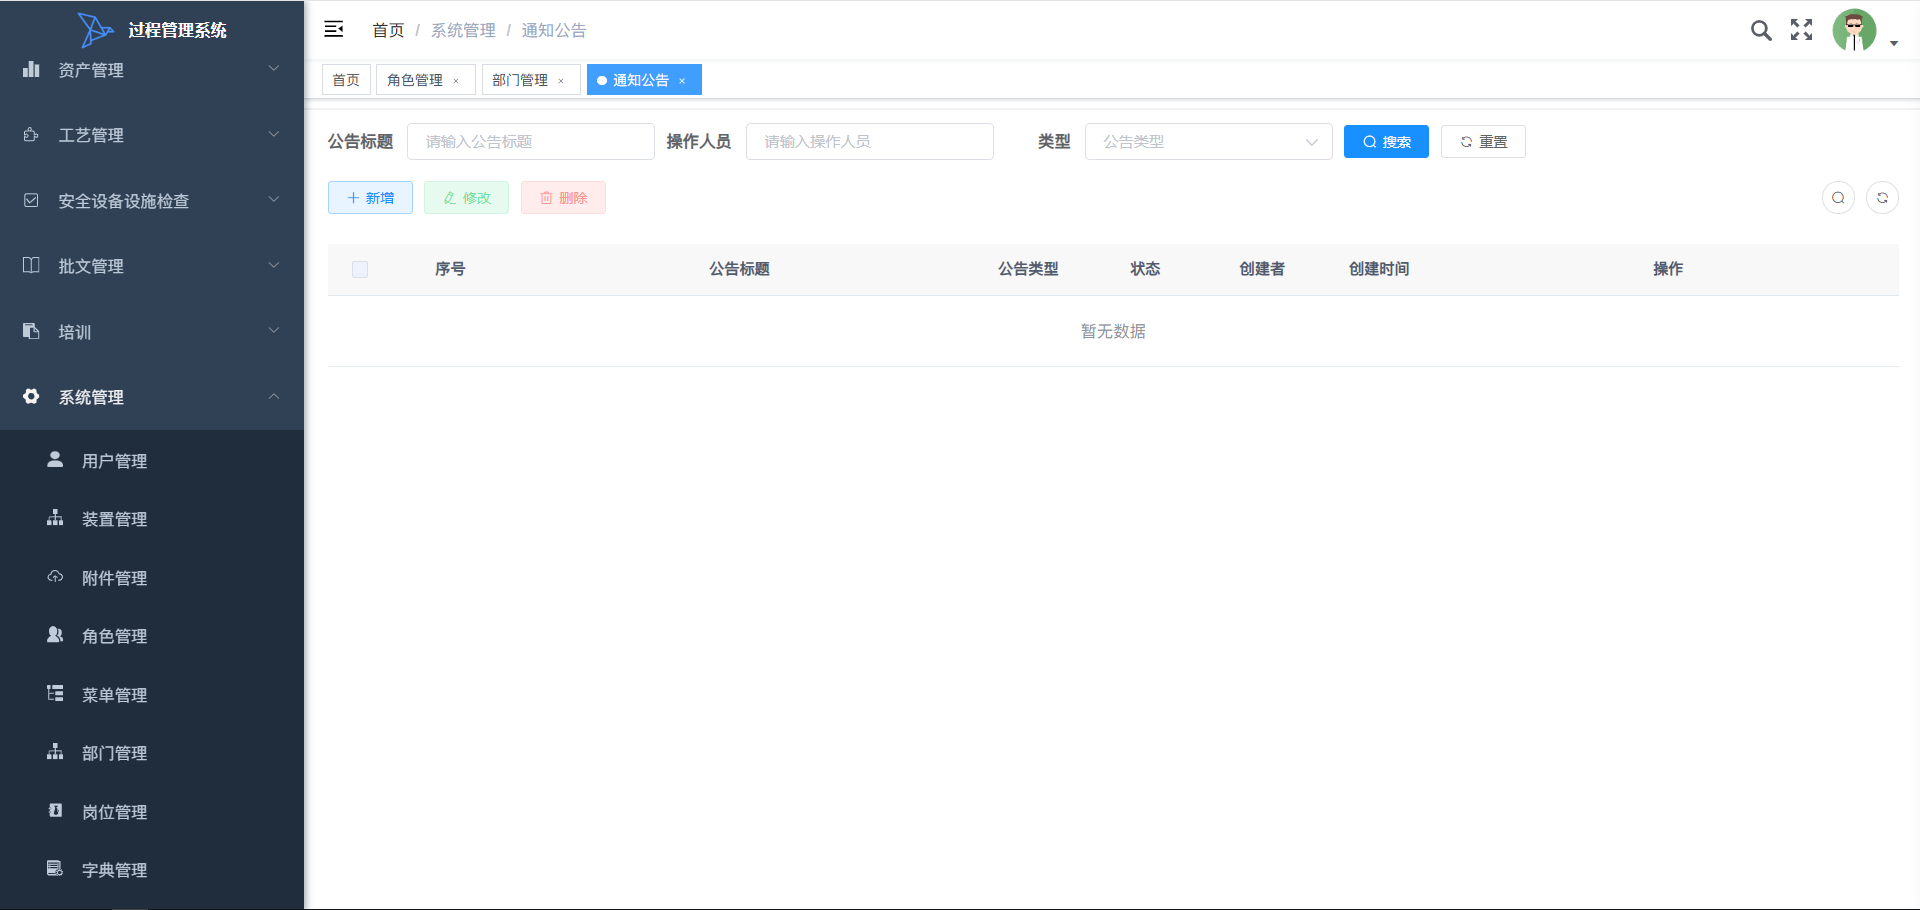 过程管理系统
资产管理
工艺管理
安全设备设施检查
批文管理
培训
系统管理
用户管理
装置管理
附件管理
角色管理
菜单管理
部门管理
岗位管理
字典管理
首页 / 系统管理 / 通知公告
首页 角色管理 × 部门管理 × 通知公告 ×
公告标题 请输入公告标题 操作人员 请输入操作人员 类型 公告类型 搜索 重置
新增 修改 删除
序号 公告标题 公告类型 状态 创建者 创建时间 操作
暂无数据